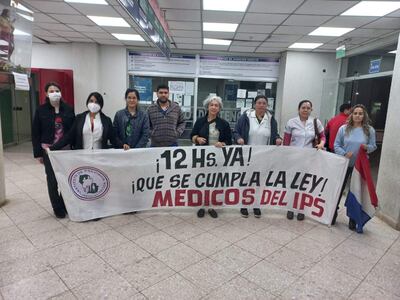 ¡12 Hs. YA!
¡QUE SE CUMPLA LA LEY!
MÉDICOS DEL IPS